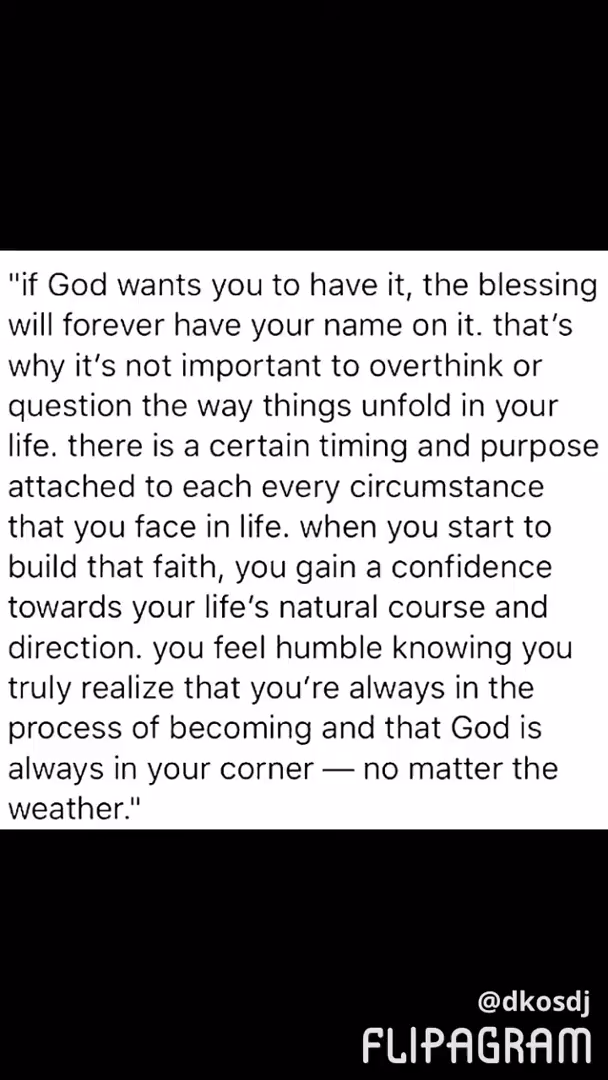 "if God wants you to have it, the blessing
will forever have your name on it. that’s
why it’s not important to overthink or
question the way things unfold in your
life. there is a certain timing and purpose
attached to each every circumstance
that you face in life. when you start to
build that faith, you gain a confidence
towards your life’s natural course and
direction. you feel humble knowing you
truly realize that you’re always in the
process of becoming and that God is
always in your corner — no matter the
weather."
@dkosdj
FLIPAGRAM